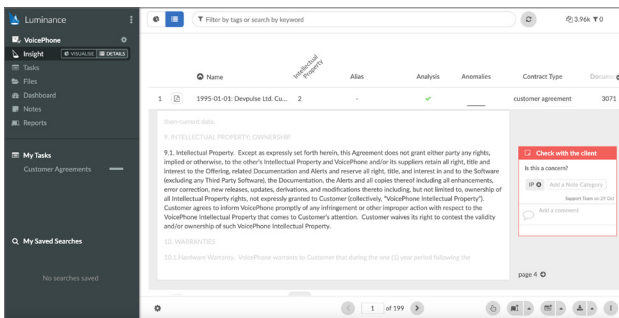 Luminance
3.96k 0
Filter by tags or search by keyword
VoicePhone
Insight VISUALISE DETAILS
Tasks
Files
Dashboard
Notes
Reports
My Tasks
Customer Agreements
My Saved Searches
No searches saved
Name Intellectual Property Alias Analysis Anomalies Contract Type Documen
1 1995-01-01: Devpulse Ltd. Cu... 2 - customer agreement 3071
9. INTELLECTUAL PROPERTY; OWNERSHIP
9.1. Intellectual Property. Except as expressly set forth herein, this Agreement does not grant either party any rights,
implied or otherwise, to the other's Intellectual Property and VoicePhone and/or its suppliers retain all right, title and
interest to the Offering, related Documentation and Alerts and reserve all right, title, and interest in and to the Software
(excluding any Third Party Software), the Documentation, the Alerts and all copies thereof including all enhancements,
error correction, new releases, updates, derivations, and modifications thereto including, but not limited to, ownership of
all Intellectual Property rights, not expressly granted to Customer (collectively, "VoicePhone Intellectual Property").
Customer agrees to inform VoicePhone promptly of any infringement or other improper action with respect to the
VoicePhone Intellectual Property that comes to Customer's attention. Customer waives its right to contest the validity
and/or ownership of such VoicePhone Intellectual Property.
10. WARRANTIES
10.1.Hardware Warranty. VoicePhone warrants to Customer that during the one (1) year period following the
Check with the client
Is this a concern?
IP Add a Note Category
Support Team on 29 Oct
Add a comment
page 4
1 of 199